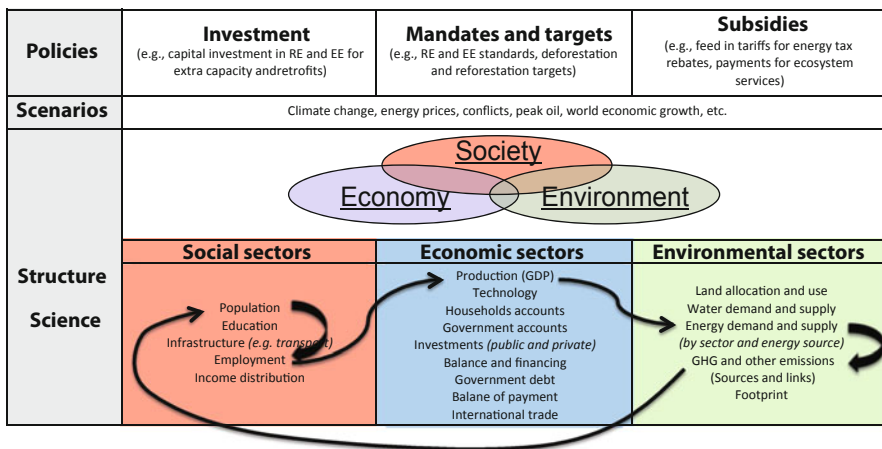 Policies
Investment
(e.g., capital investment in RE and EE for
extra capacity andretrofits)
Mandates and targets
(e.g., RE and EE standards, deforestation
and reforestation targets)
Subsidies
(e.g., feed in tariffs for energy tax
rebates, payments for ecosystem
services)
Scenarios
Climate change, energy prices, conflicts, peak oil, world economic growth, etc.
Structure
Science
Society
Economy
Environment
Social sectors
Population
Education
Infrastructure (e.g. transport)
Employment
Income distribution
Economic sectors
Production (GDP)
Technology
Households accounts
Government accounts
Investments (public and private)
Balance and financing
Government debt
Balane of payment
International trade
Environmental sectors
Land allocation and use
Water demand and supply
Energy demand and supply
(by sector and energy source)
GHG and other emissions
(Sources and links)
Footprint